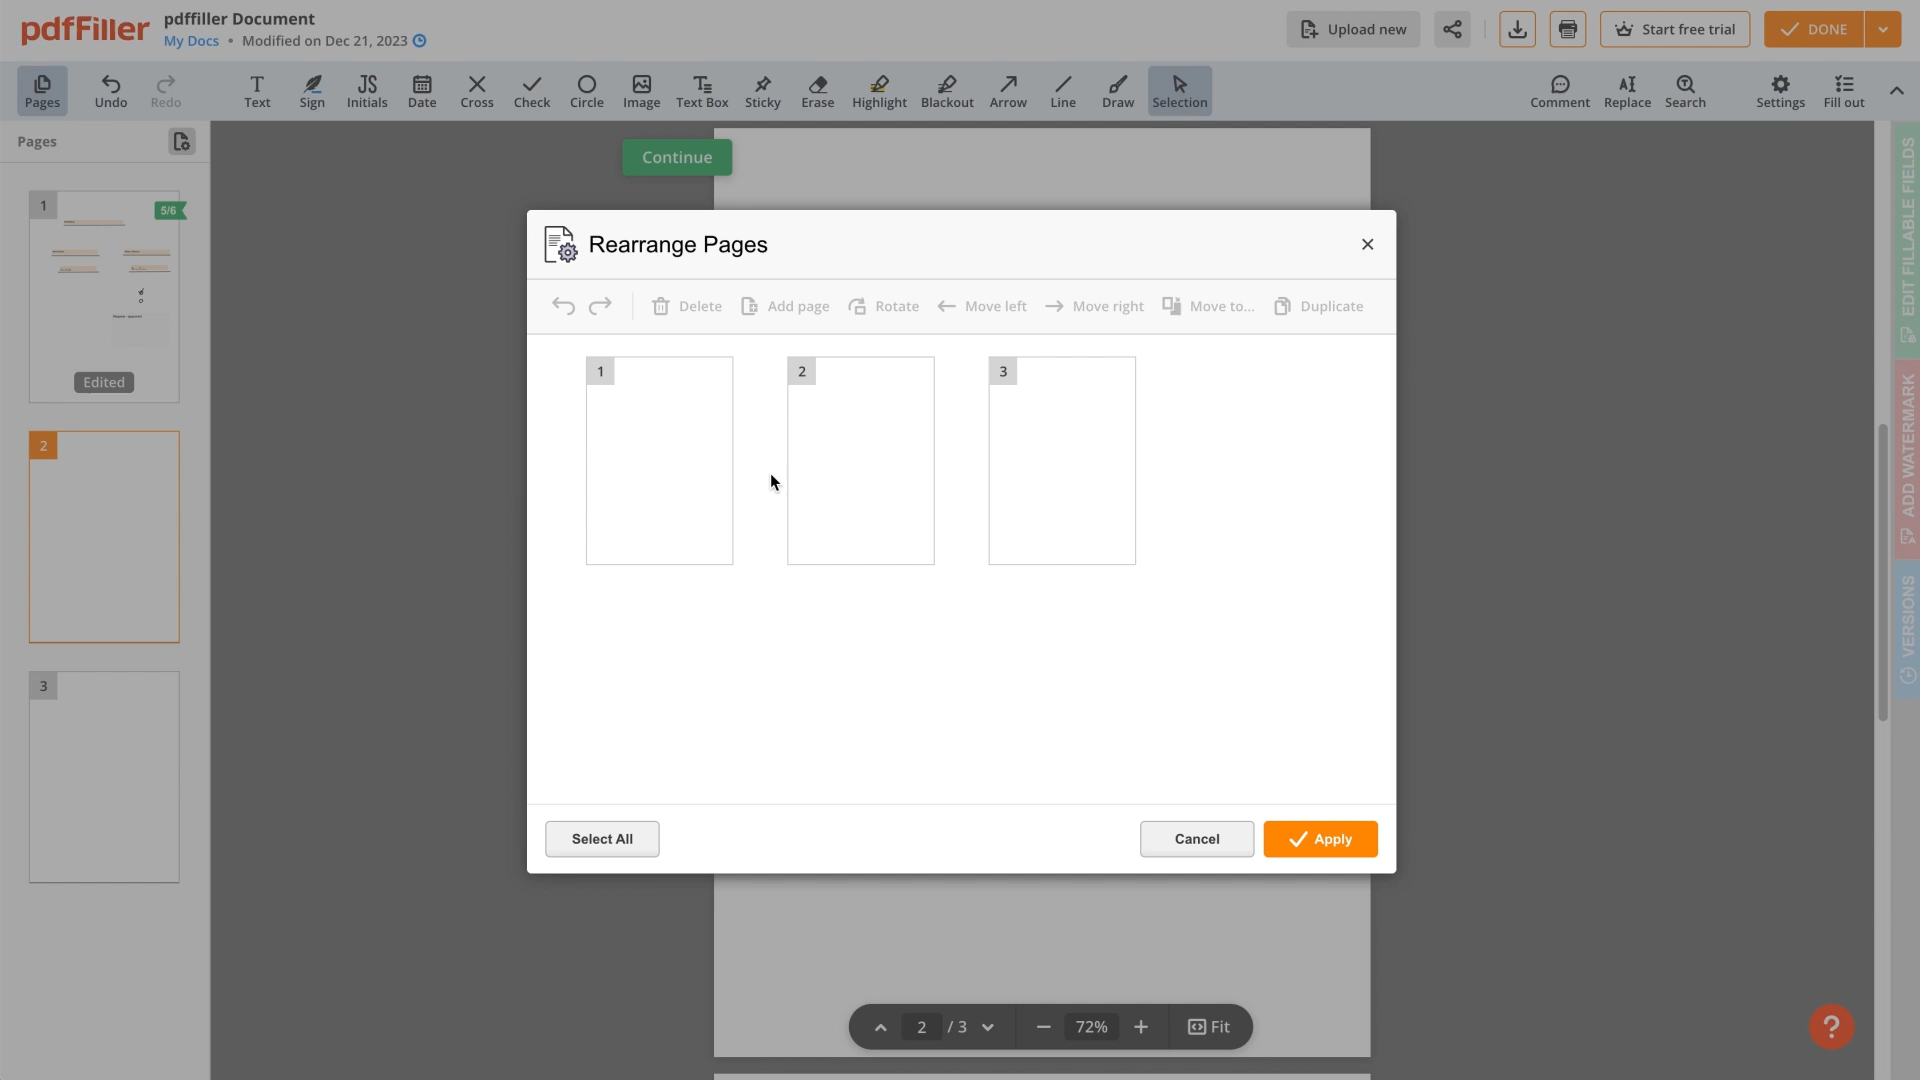 pdfFiller
pdffiller Document
My Docs • Modified on Dec 21, 2023
Upload new
Start free trial
DONE
Pages
Undo
Redo
Text
Sign
JS
Initials
Date
Cross
Check
Circle
Image
Text Box
Sticky
Erase
Highlight
Blackout
Arrow
Line
Draw
Selection
Comment
Replace
Search
Settings
Fill out
Pages
1
5/6
Edited
2
3
Continue
Rearrange Pages
Delete
Add page
Rotate
Move left
Move right
Move to...
Duplicate
1
2
3
Select All
Cancel
Apply
2 / 3
72%
Fit
EDIT FILLABLE FIELDS
ADD WATERMARK
VERSIONS
?